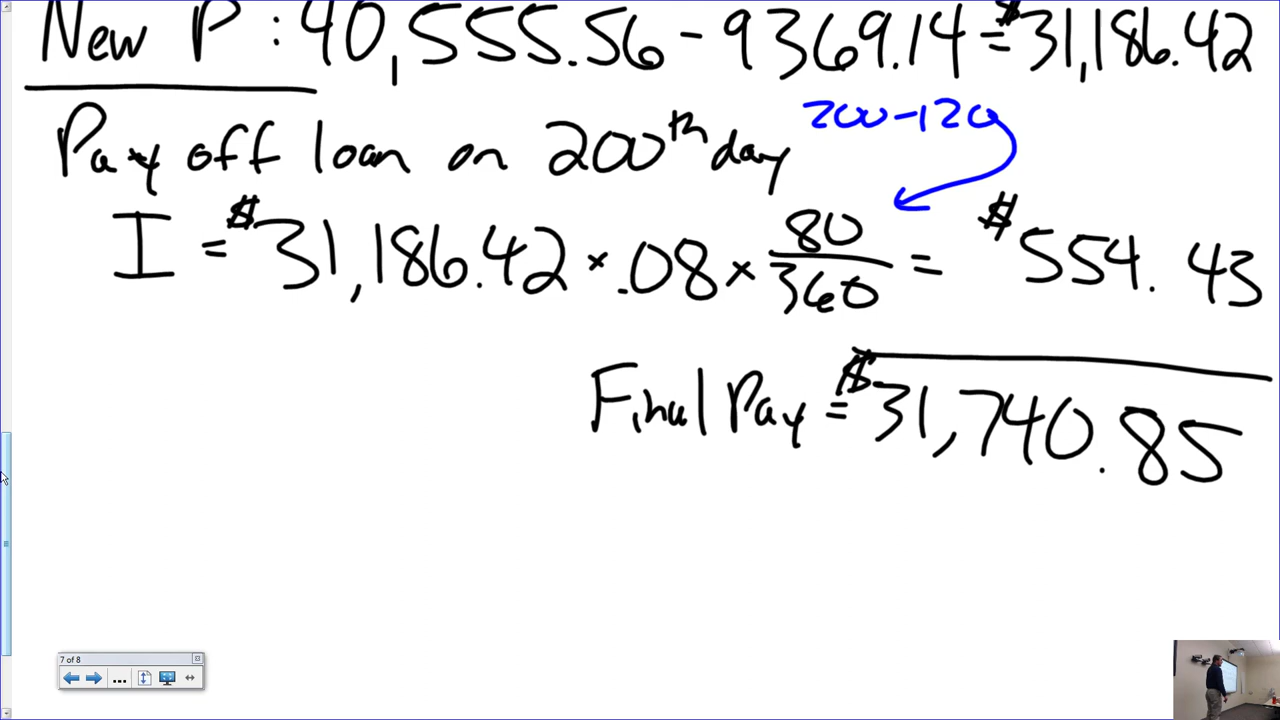 New P : 40,555.56 - 9369.14 = $31,186.42
Pay off loan on 200th day
200-120
I = $31,186.42 × .08 × 80/360 = $554.43
Final Pay = $31,740.85
7 of 8
...